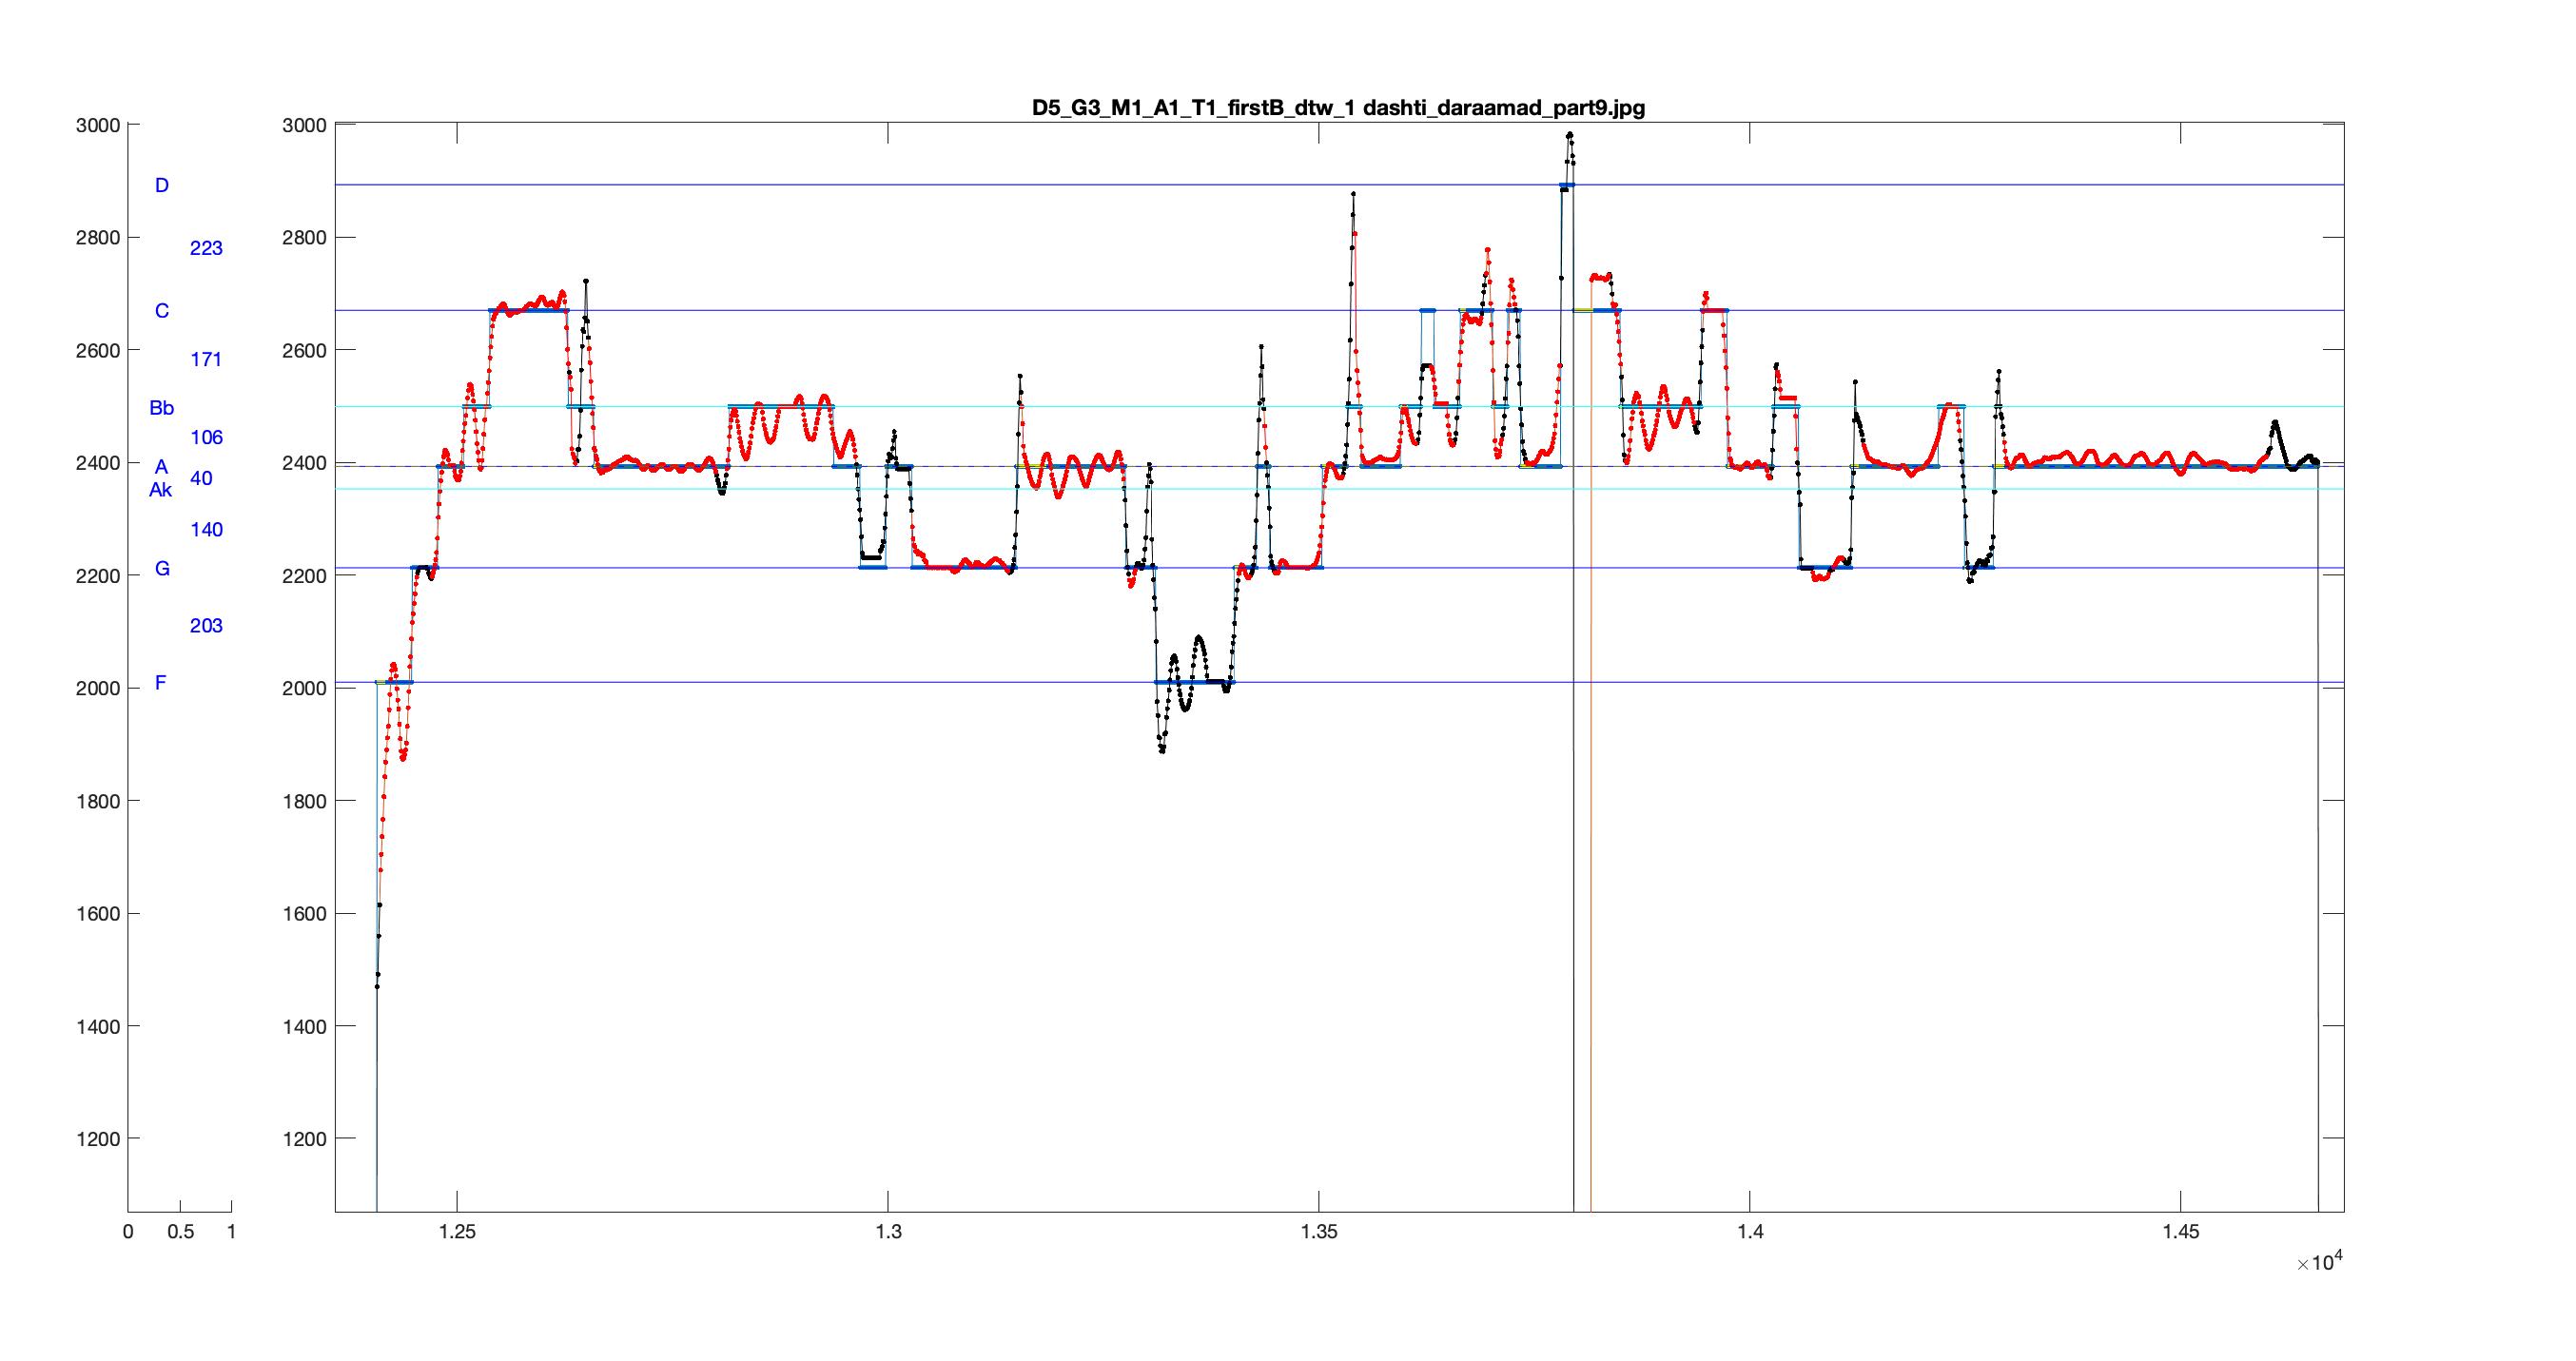 D5_G3_M1_A1_T1_firstB_dtw_1 dashti_daraamad_part9.jpg
3000 3000
D
2800 223 2800
C
2600 171 2600
Bb
106
2400 A 2400
40
Ak
140
2200 G 2200
203
2000 F 2000
1800 1800
1600 1600
1400 1400
1200 1200
0 0.5 1 1.25 1.3 1.35 1.4 1.45
×10^4